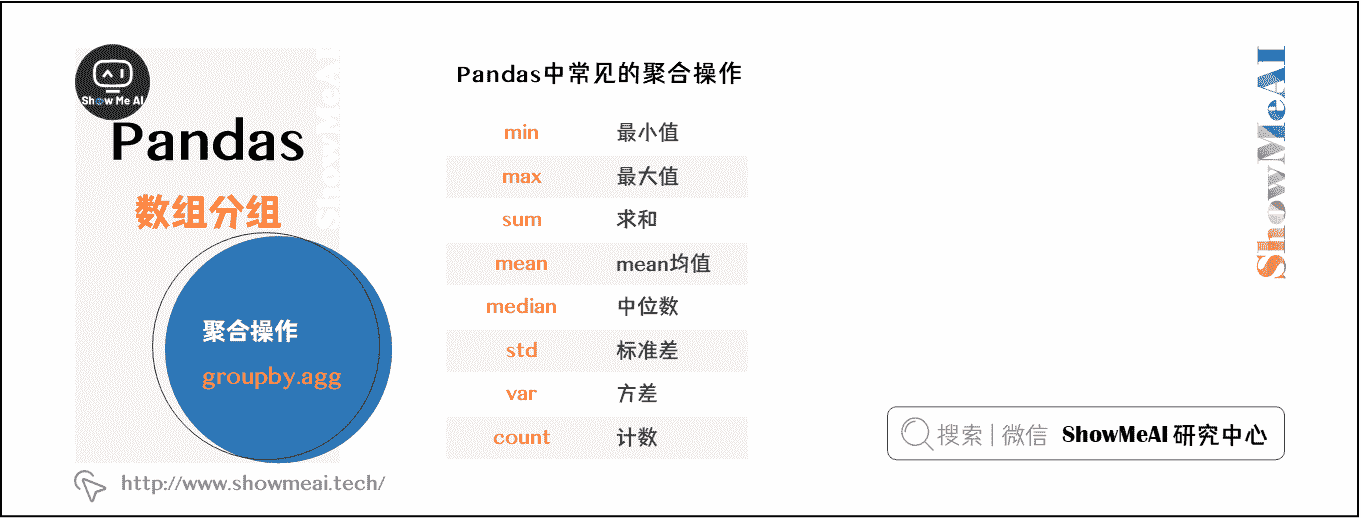 Show Me AI
Pandas
数组分组
聚合操作
groupby.agg
http://www.showmeai.tech/
ShowMeAI
Pandas中常见的聚合操作
min 最小值
max 最大值
sum 求和
mean mean均值
median 中位数
std 标准差
var 方差
count 计数
ShowMeAI
搜索 | 微信 ShowMeAI 研究中心